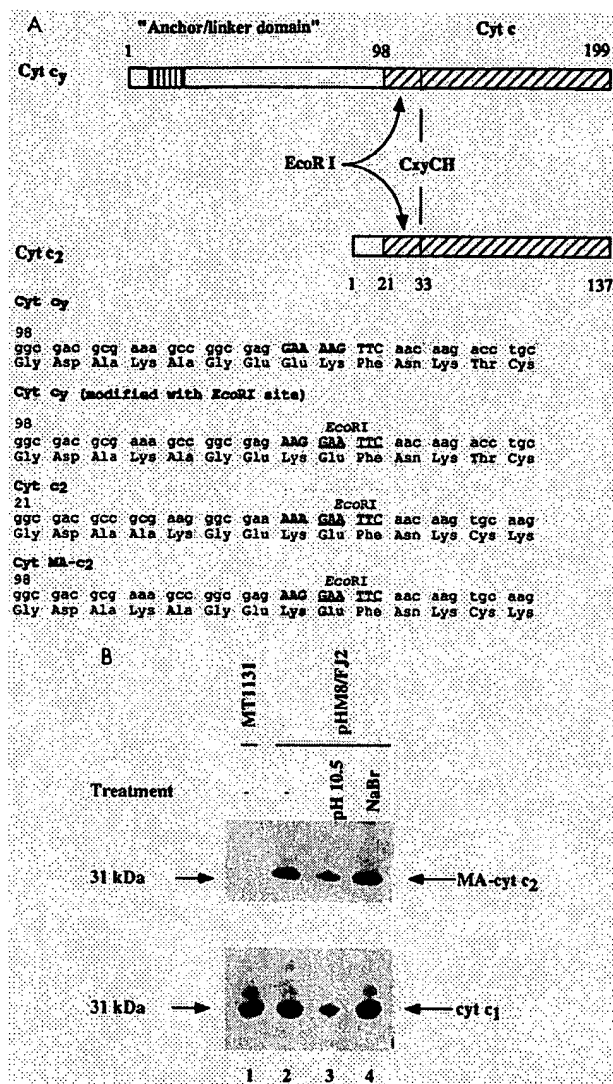 A
"Anchor/linker domain" Cyt c
1 98 199
Cyt cy
EcoR I CxyCH
Cyt c2
1 21 33 137
Cyt cy
98
ggc gac gcg aaa gcc ggc gag GAA AAG TTC aac aag acc tgc
Gly Asp Ala Lys Ala Gly Glu Glu Lys Phe Asn Lys Thr Cys
Cyt cy (modified with EcoRI site)
98 EcoRI
ggc gac gcg aaa gcc ggc gag AAG GAA TTC aac aag acc tgc
Gly Asp Ala Lys Ala Gly Glu Lys Glu Phe Asn Lys Thr Cys
Cyt c2
21 EcoRI
ggc gac gcc gcg aag ggc gaa AAA GAA TTC aac aag tgc aag
Gly Asp Ala Ala Lys Gly Glu Lys Glu Phe Asn Lys Cys Lys
Cyt MA-c2
98 EcoRI
ggc gac gcg aaa gcc ggc gag AAG GAA TTC aac aag tgc aag
Gly Asp Ala Lys Ala Gly Glu Lys Glu Phe Asn Lys Cys Lys
B
MT1131
pHM8/FJ2
Treatment - - pH 10.5 NaBr
31 kDa MA-cyt c2
31 kDa cyt c1
1 2 3 4